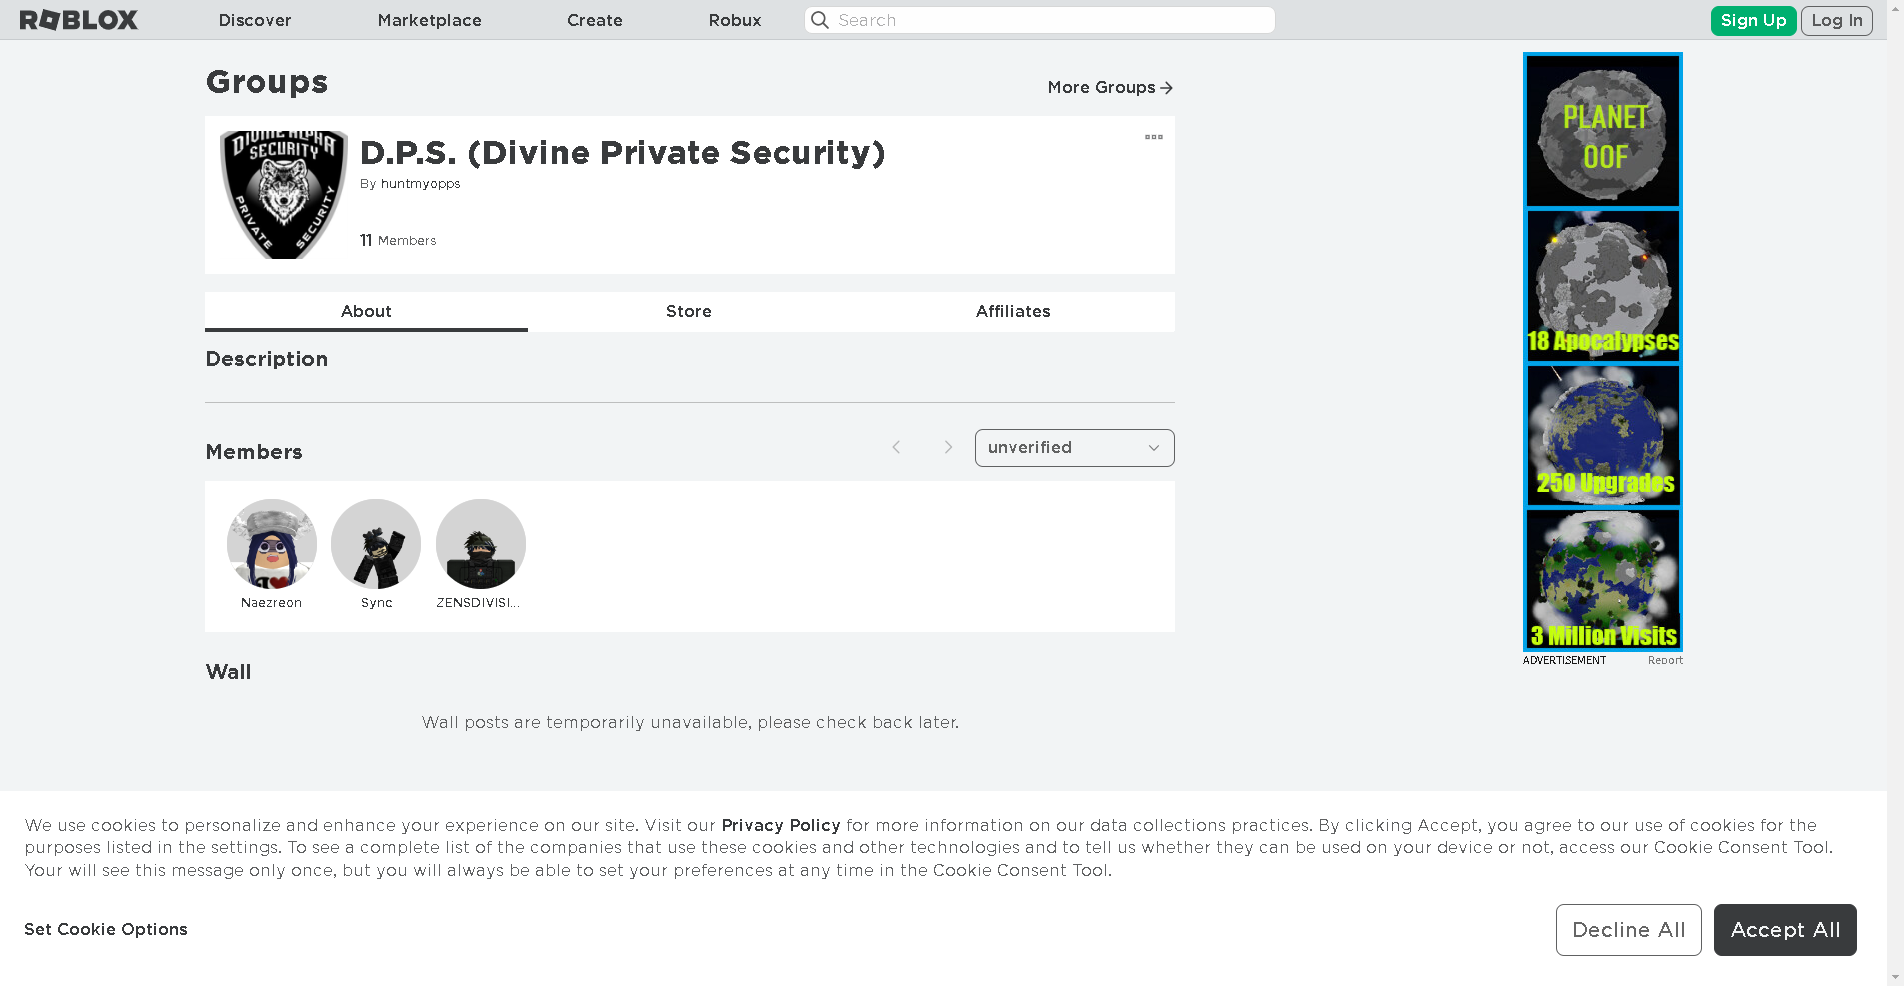 ROBLOX
Discover
Marketplace
Create
Robux
Search
Sign Up
Log In
Groups
More Groups
DIVINE ALPHA
SECURITY
PRIVATE
SECURITY
D.P.S. (Divine Private Security)
By huntmyopps
11 Members
About
Store
Affiliates
Description
Members
unverified
Naezreon
Sync
ZENSDIVISI...
Wall
Wall posts are temporarily unavailable, please check back later.
PLANET
OOF
18 Apocalypses
250 Upgrades
3 Million Visits
ADVERTISEMENT
Report
We use cookies to personalize and enhance your experience on our site. Visit our Privacy Policy for more information on our data collections practices. By clicking Accept, you agree to our use of cookies for the
purposes listed in the settings. To see a complete list of the companies that use these cookies and other technologies and to tell us whether they can be used on your device or not, access our Cookie Consent Tool.
Your will see this message only once, but you will always be able to set your preferences at any time in the Cookie Consent Tool.
Set Cookie Options
Decline All
Accept All